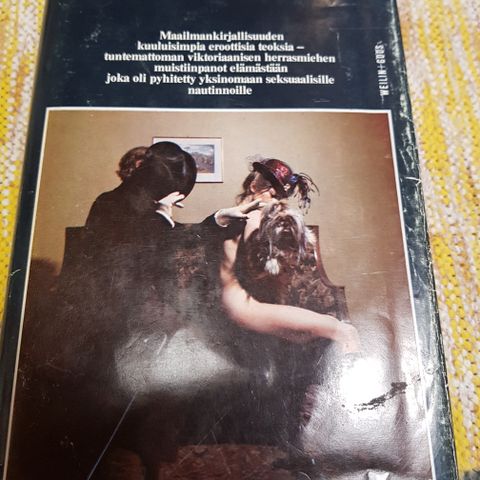 Maailmankirjallisuuden
kuuluisimpia eroottisia teoksia –
tuntemattoman viktoriaanisen herrasmiehen
muistiinpanot elämästään
joka oli pyhitetty yksinomaan seksuaalisille
nautinnoille
WEILIN+GÖÖS